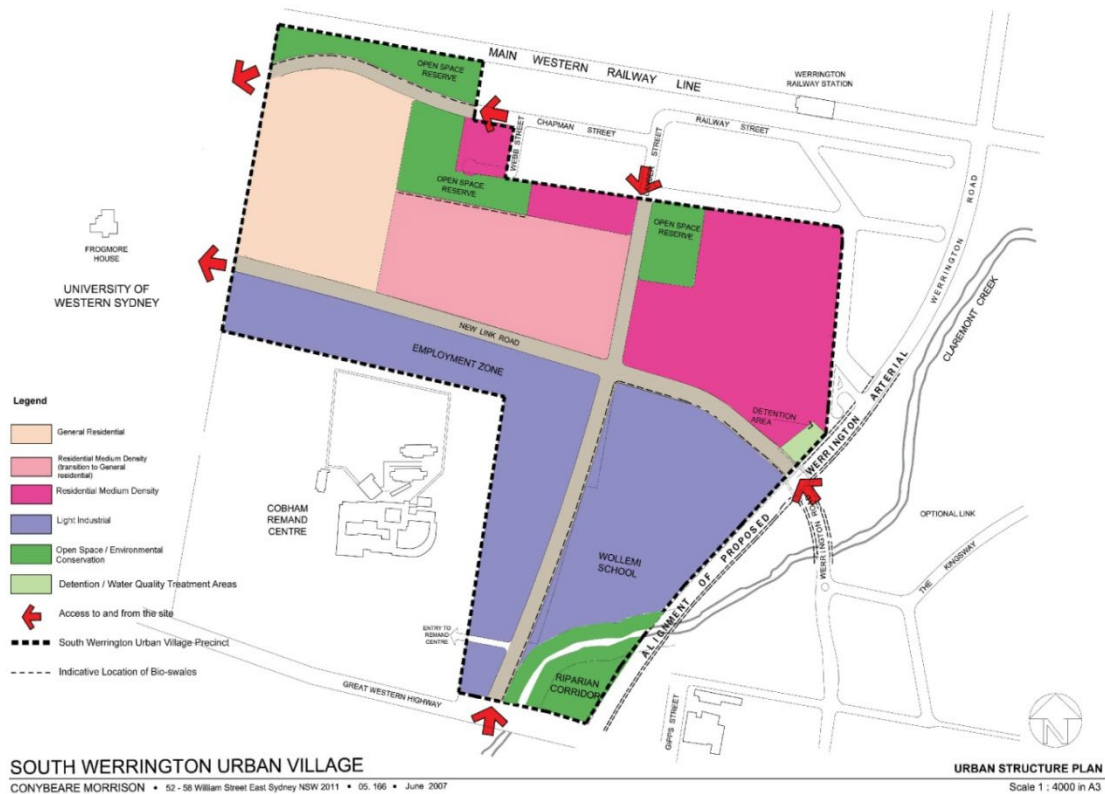 MAIN WESTERN RAILWAY LINE
WERRINGTON
RAILWAY STATION
OPEN SPACE
RESERVE
CHAPMAN STREET
RAILWAY STREET
WEBB STREET
STREET
WERRINGTON ROAD
OPEN SPACE
RESERVE
OPEN SPACE
RESERVE
FROGMORE
HOUSE
UNIVERSITY OF
WESTERN SYDNEY
CLAREMONT CREEK
NEW LINK ROAD
EMPLOYMENT ZONE
DETENTION
AREA
ALIGNMENT OF PROPOSED WERRINGTON ARTERIAL
Legend
General Residential
Residential Medium Density
(transition to General
residential)
Residential Medium Density
Light Industrial
Open Space / Environmental
Conservation
Detention / Water Quality Treatment Areas
Access to and from the site
South Werrington Urban Village Precinct
Indicative Location of Bio-swales
COBHAM
REMAND
CENTRE
WOLLEMI
SCHOOL
WERRINGTON
OPTIONAL LINK
THE KINGSWAY
ENTRY TO
REMAND
CENTRE
RIPARIAN
CORRIDOR
GREAT WESTERN HIGHWAY
GIPPS STREET
N
SOUTH WERRINGTON URBAN VILLAGE
URBAN STRUCTURE PLAN
CONYBEARE MORRISON • 52 - 58 William Street East Sydney NSW 2011 • 05. 166 • June 2007
Scale 1 : 4000 in A3